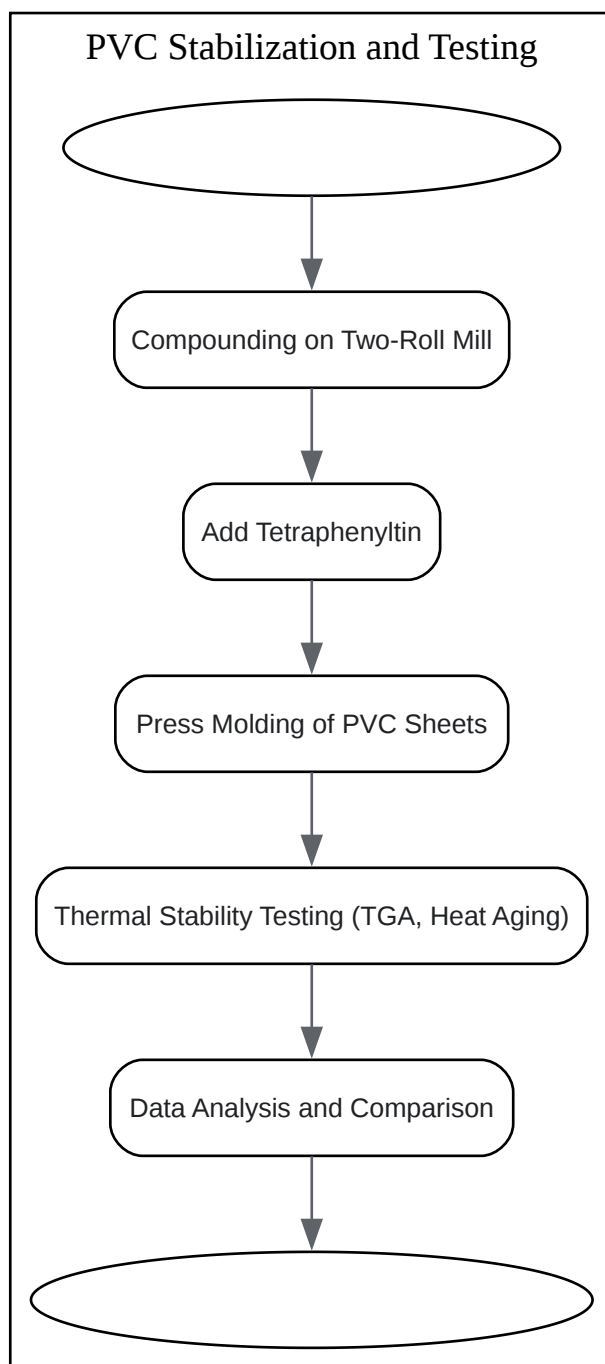 PVC Stabilization and Testing
Compounding on Two-Roll Mill
Add Tetraphenyltin
Press Molding of PVC Sheets
Thermal Stability Testing (TGA, Heat Aging)
Data Analysis and Comparison